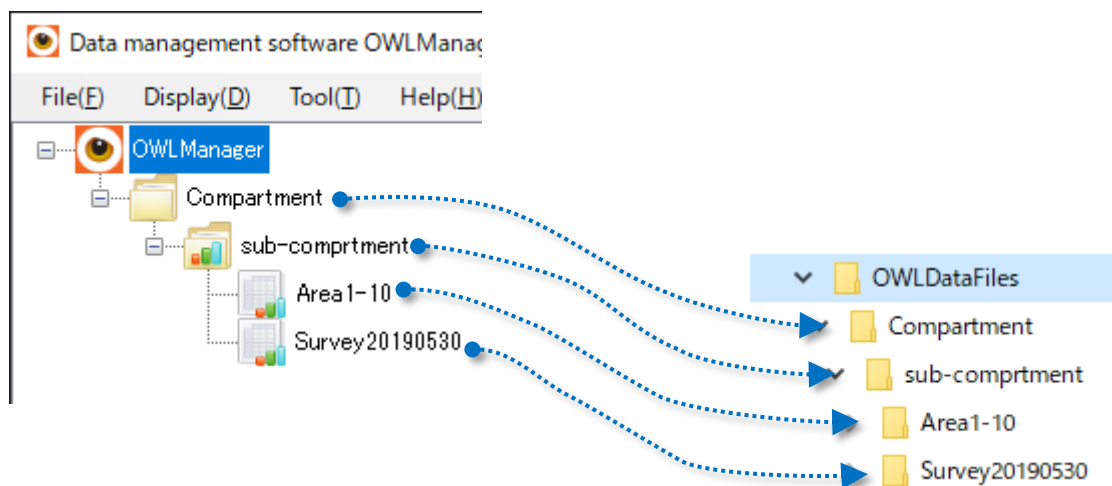 Data management software OWLManag
File(F) Display(D) Tool(T) Help(H)
OWLManager
Compartment
sub-comprtment
Area1-10
Survey20190530
OWLDataFiles
Compartment
sub-comprtment
Area1-10
Survey20190530